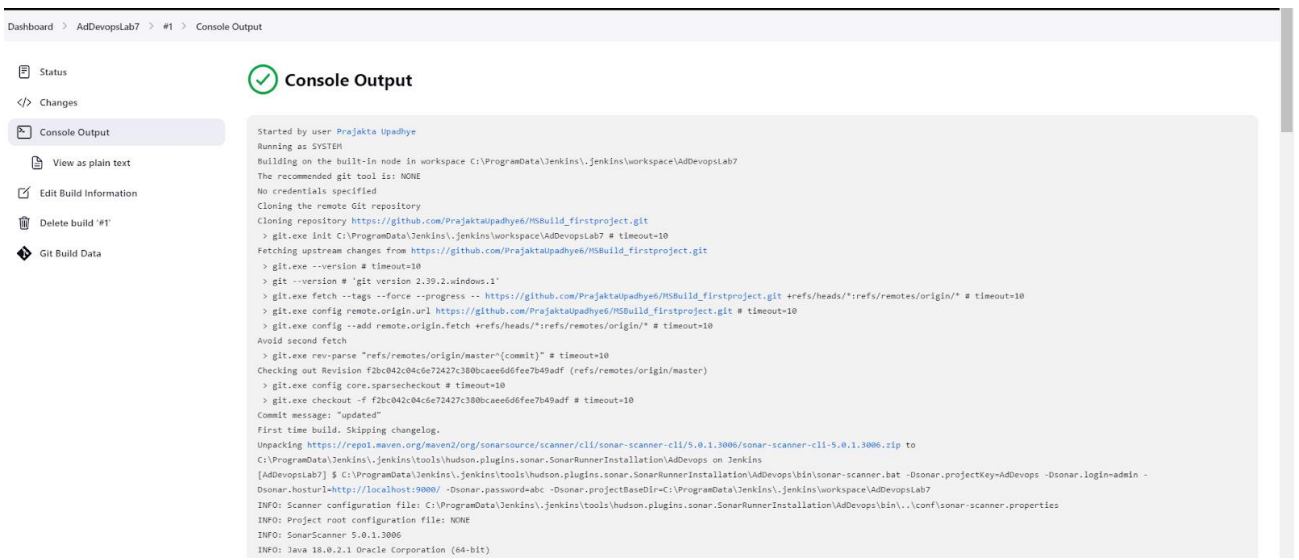 Dashboard > AdDevopsLab7 > #1 > Console Output
Status
</> Changes
Console Output
View as plain text
Edit Build Information
Delete build '#1'
Git Build Data
Console Output
Started by user Prajakta Upadhye
Running as SYSTEM
Building on the built-in node in workspace C:\ProgramData\Jenkins\.jenkins\workspace\AdDevopsLab7
The recommended git tool is: NONE
No credentials specified
Cloning the remote Git repository
Cloning repository https://github.com/PrajaktaUpadhye6/MSBuild_firstproject.git
> git.exe init C:\ProgramData\Jenkins\.jenkins\workspace\AdDevopsLab7 # timeout=10
Fetching upstream changes from https://github.com/PrajaktaUpadhye6/MSBuild_firstproject.git
> git.exe --version # timeout=10
> git --version # 'git version 2.39.2.windows.1'
> git.exe fetch --tags --force --progress -- https://github.com/PrajaktaUpadhye6/MSBuild_firstproject.git +refs/heads/*:refs/remotes/origin/* # timeout=10
> git.exe config remote.origin.url https://github.com/PrajaktaUpadhye6/MSBuild_firstproject.git # timeout=10
> git.exe config --add remote.origin.fetch +refs/heads/*:refs/remotes/origin/* # timeout=10
Avoid second fetch
> git.exe rev-parse "refs/remotes/origin/master^{commit}" # timeout=10
Checking out Revision f2bc042c04c6e72427c380bcaee6d6fee7b49adf (refs/remotes/origin/master)
> git.exe config core.sparsecheckout # timeout=10
> git.exe checkout -f f2bc042c04c6e72427c380bcaee6d6fee7b49adf # timeout=10
Commit message: "updated"
First time build. Skipping changelog.
Unpacking https://repo1.maven.org/maven2/org/sonarsource/scanner/cli/sonar-scanner-cli/5.0.1.3006/sonar-scanner-cli-5.0.1.3006.zip to
C:\ProgramData\Jenkins\.jenkins\tools\hudson.plugins.sonar.SonarRunnerInstallation\AdDevops on Jenkins
[AdDevopsLab7] $ C:\ProgramData\Jenkins\.jenkins\tools\hudson.plugins.sonar.SonarRunnerInstallation\AdDevops\bin\sonar-scanner.bat -Dsonar.projectKey=AdDevops -Dsonar.login=admin -
Dsonar.hosturl=http://localhost:9000/ -Dsonar.password=abc -Dsonar.projectBaseDir=C:\ProgramData\Jenkins\.jenkins\workspace\AdDevopsLab7
INFO: Scanner configuration file: C:\ProgramData\Jenkins\.jenkins\tools\hudson.plugins.sonar.SonarRunnerInstallation\AdDevops\bin\..\conf\sonar-scanner.properties
INFO: Project root configuration file: NONE
INFO: SonarScanner 5.0.1.3006
INFO: Java 18.0.2.1 Oracle Corporation (64-bit)